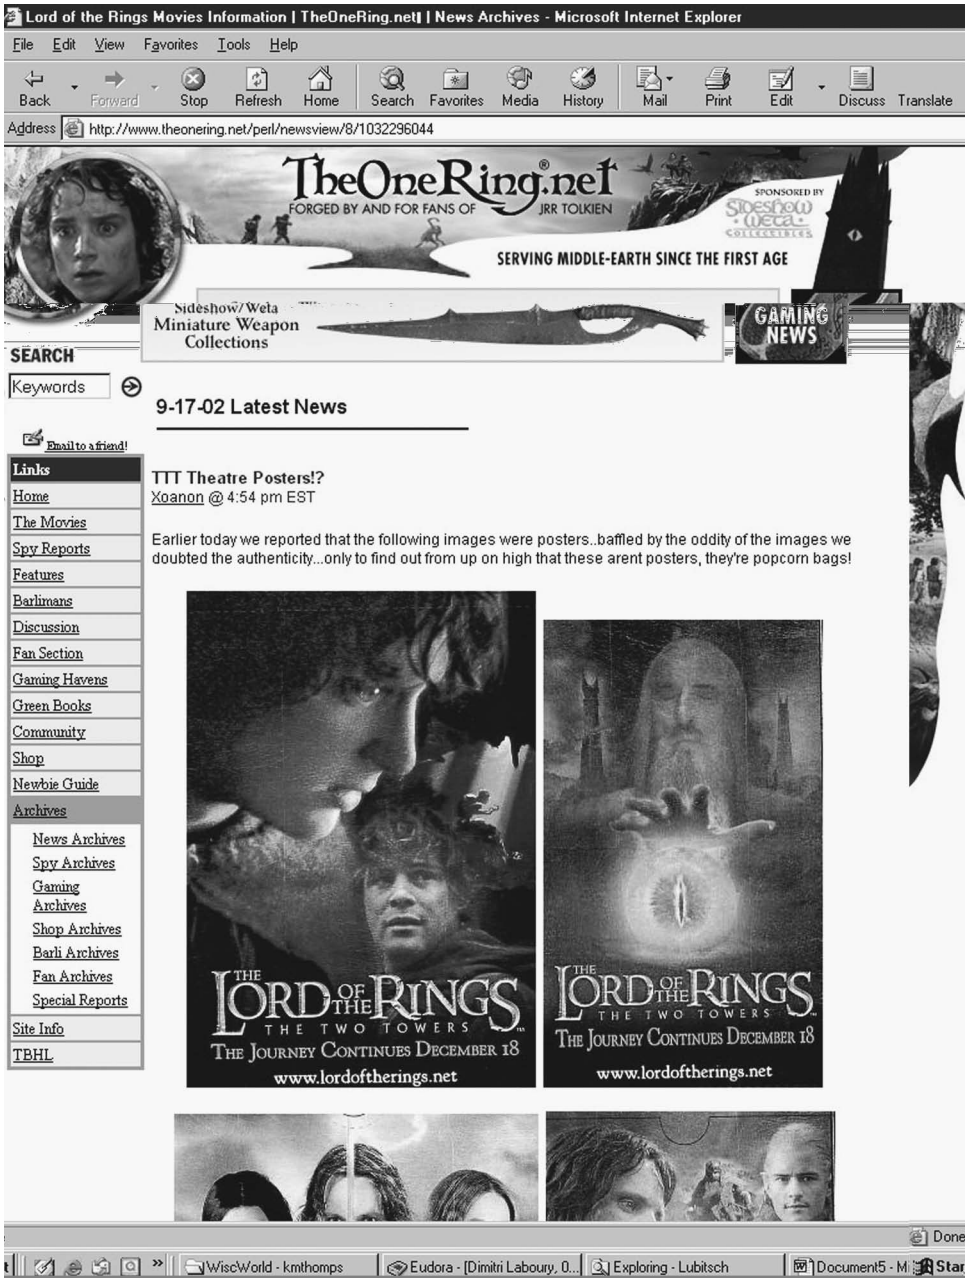 Lord of the Rings Movies Information | TheOneRing.net | News Archives - Microsoft Internet Explorer
File Edit View Favorites Tools Help
Back Forward Stop Refresh Home Search Favorites Media History Mail Print Edit Discuss Translate
Address http://www.theonering.net/perl/newsview/8/1032296044
TheOneRing.net®
FORGED BY AND FOR FANS OF JRR TOLKIEN
SPONSORED BY
SIDESHOW
WETA
COLLECTIBLES
SERVING MIDDLE-EARTH SINCE THE FIRST AGE
Sideshow/Weta
Miniature Weapon
Collections
GAMING
NEWS
SEARCH
Keywords
9-17-02 Latest News
Email to a friend!
Links
Home
The Movies
Spy Reports
Features
Barlimans
Discussion
Fan Section
Gaming Havens
Green Books
Community
Shop
Newbie Guide
Archives
News Archives
Spy Archives
Gaming
Archives
Shop Archives
Barli Archives
Fan Archives
Special Reports
Site Info
TBHL
TTT Theatre Posters!?
Xoanon @ 4:54 pm EST
Earlier today we reported that the following images were posters..baffled by the oddity of the images we
doubted the authenticity...only to find out from up on high that these arent posters, they're popcorn bags!
THE
LORD OF THE RINGS
THE TWO TOWERS
THE JOURNEY CONTINUES DECEMBER 18
www.lordoftherings.net
THE
LORD OF THE RINGS
THE TWO TOWERS
THE JOURNEY CONTINUES DECEMBER 18
www.lordoftherings.net
Done
» WiscWorld - kmthomps Eudora - [Dimitri Laboury, 0... Exploring - Lubitsch Document5 - Mi Star